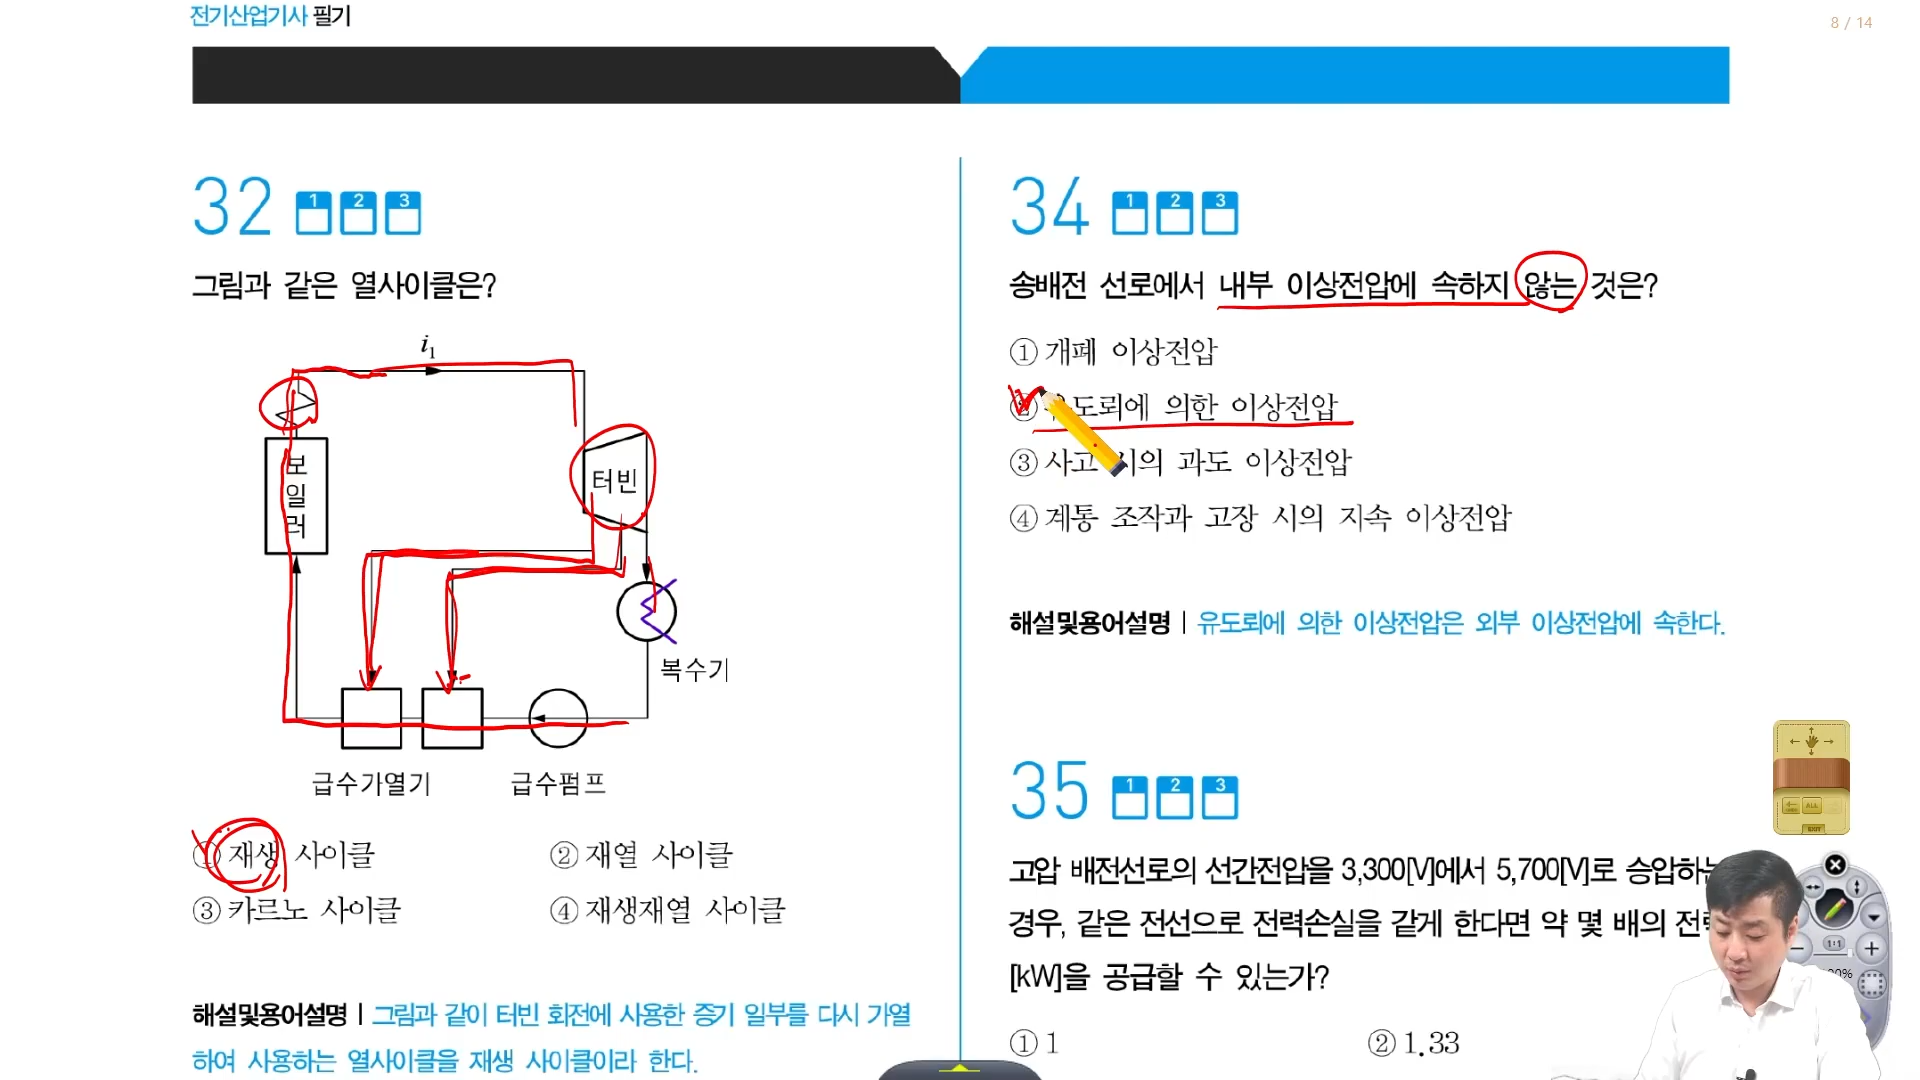 전기산업기사 필기
8 / 14
32 1 2 3
그림과 같은 열사이클은?
i1
보일러
터빈
복수기
급수가열기
급수펌프
① 재생 사이클
② 재열 사이클
③ 카르노 사이클
④ 재생재열 사이클
해설및용어설명 | 그림과 같이 터빈 회전에 사용한 증기 일부를 다시 가열
하여 사용하는 열사이클을 재생 사이클이라 한다.
34 1 2 3
송배전 선로에서 내부 이상전압에 속하지 않는 것은?
① 개폐 이상전압
② 유도뢰에 의한 이상전압
③ 사고 시의 과도 이상전압
④ 계통 조작과 고장 시의 지속 이상전압
해설및용어설명 | 유도뢰에 의한 이상전압은 외부 이상전압에 속한다.
35 1 2 3
고압 배전선로의 선간전압을 3,300[V]에서 5,700[V]로 승압하는
경우, 같은 전선으로 전력손실을 같게 한다면 약 몇 배의
[kW]을 공급할 수 있는가?
① 1
② 1.33
ALL
EXIT
1:1